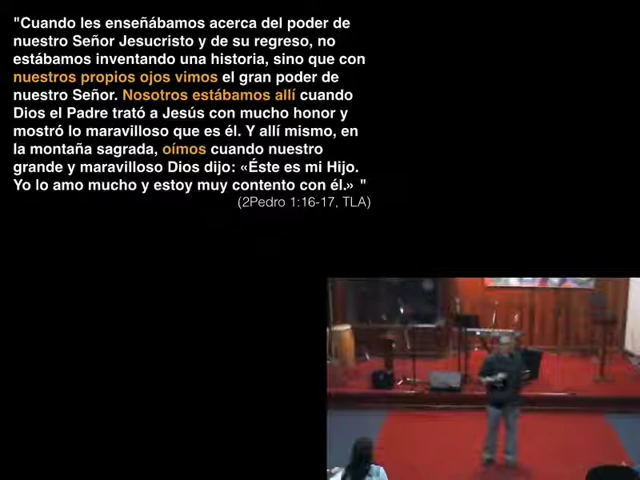 "Cuando les enseñábamos acerca del poder de
nuestro Señor Jesucristo y de su regreso, no
estábamos inventando una historia, sino que con
nuestros propios ojos vimos el gran poder de
nuestro Señor. Nosotros estábamos allí cuando
Dios el Padre trató a Jesús con mucho honor y
mostró lo maravilloso que es él. Y allí mismo, en
la montaña sagrada, oímos cuando nuestro
grande y maravilloso Dios dijo: «Éste es mi Hijo.
Yo lo amo mucho y estoy muy contento con él.» "
(2Pedro 1:16-17, TLA)